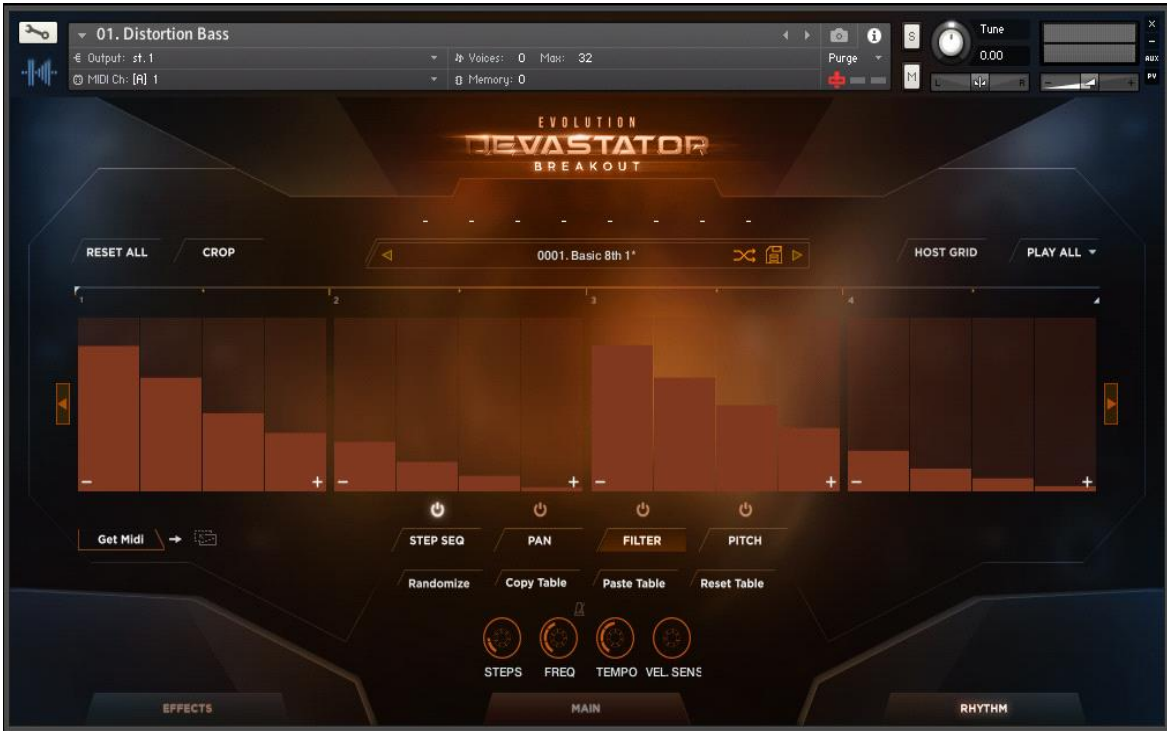 01. Distortion Bass
S
Tune
Output: st.1
Voices: 0 Max: 32
Purge
0.00
AUX
MIDI Ch: [A] 1
Memory: 0
M
L
R
PV
EVOLUTION
DEVASTATOR
BREAKOUT
- - - - - - - -
RESET ALL
CROP
0001. Basic 8th 1*
HOST GRID
PLAY ALL
1
2
3
4
− + − + − + − +
Get Midi
STEP SEQ
PAN
FILTER
PITCH
Randomize
Copy Table
Paste Table
Reset Table
STEPS
FREQ
TEMPO
VEL. SENS
EFFECTS
MAIN
RHYTHM